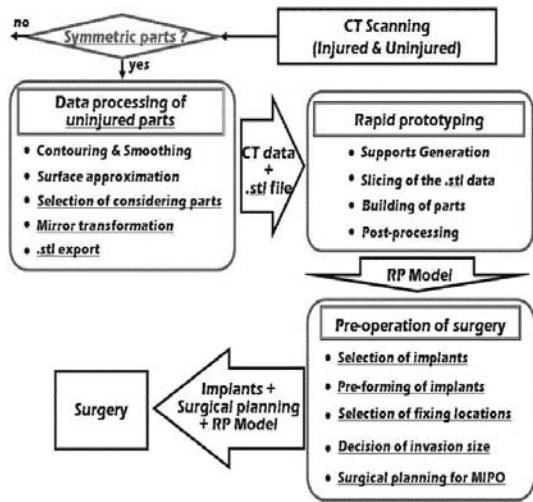 no
Symmetric parts ?
CT Scanning
(Injured & Uninjured)
yes
Data processing of
uninjured parts
• Contouring & Smoothing
• Surface approximation
• Selection of considering parts
• Mirror transformation
• .stl export
CT data
+
.stl file
Rapid prototyping
• Supports Generation
• Slicing of the .stl data
• Building of parts
• Post-processing
RP Model
Pre-operation of surgery
• Selection of implants
• Pre-forming of implants
• Selection of fixing locations
• Decision of invasion size
• Surgical planning for MIPO
Implants +
Surgical planning
+ RP Model
Surgery